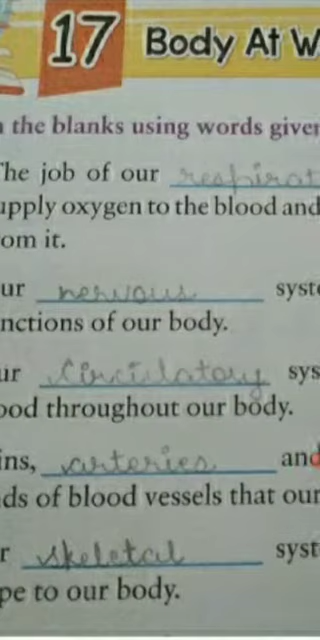 17 Body At W
n the blanks using words given
The job of our respirat
upply oxygen to the blood and
om it.
ur nervous syste
nctions of our body.
ur Circulatory sys
ood throughout our body.
ins, arteries and
ds of blood vessels that our
r skeletal syst
pe to our body.